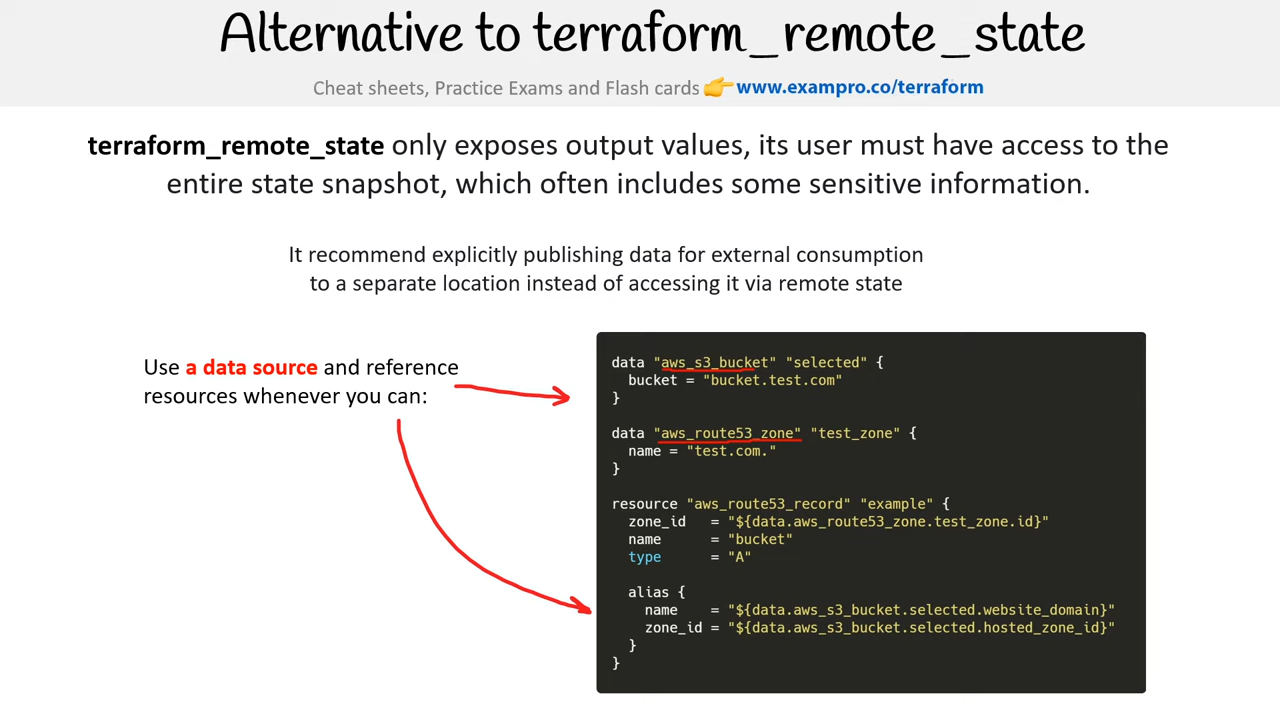 Alternative to terraform_remote_state
Cheat sheets, Practice Exams and Flash cards 👉 www.exampro.co/terraform
terraform_remote_state only exposes output values, its user must have access to the
entire state snapshot, which often includes some sensitive information.
It recommend explicitly publishing data for external consumption
to a separate location instead of accessing it via remote state
Use a data source and reference
resources whenever you can:
data "aws_s3_bucket" "selected" {
  bucket = "bucket.test.com"
}
data "aws_route53_zone" "test_zone" {
  name = "test.com."
}
resource "aws_route53_record" "example" {
  zone_id   = "${data.aws_route53_zone.test_zone.id}"
  name      = "bucket"
  type      = "A"
  alias {
    name    = "${data.aws_s3_bucket.selected.website_domain}"
    zone_id = "${data.aws_s3_bucket.selected.hosted_zone_id}"
  }
}